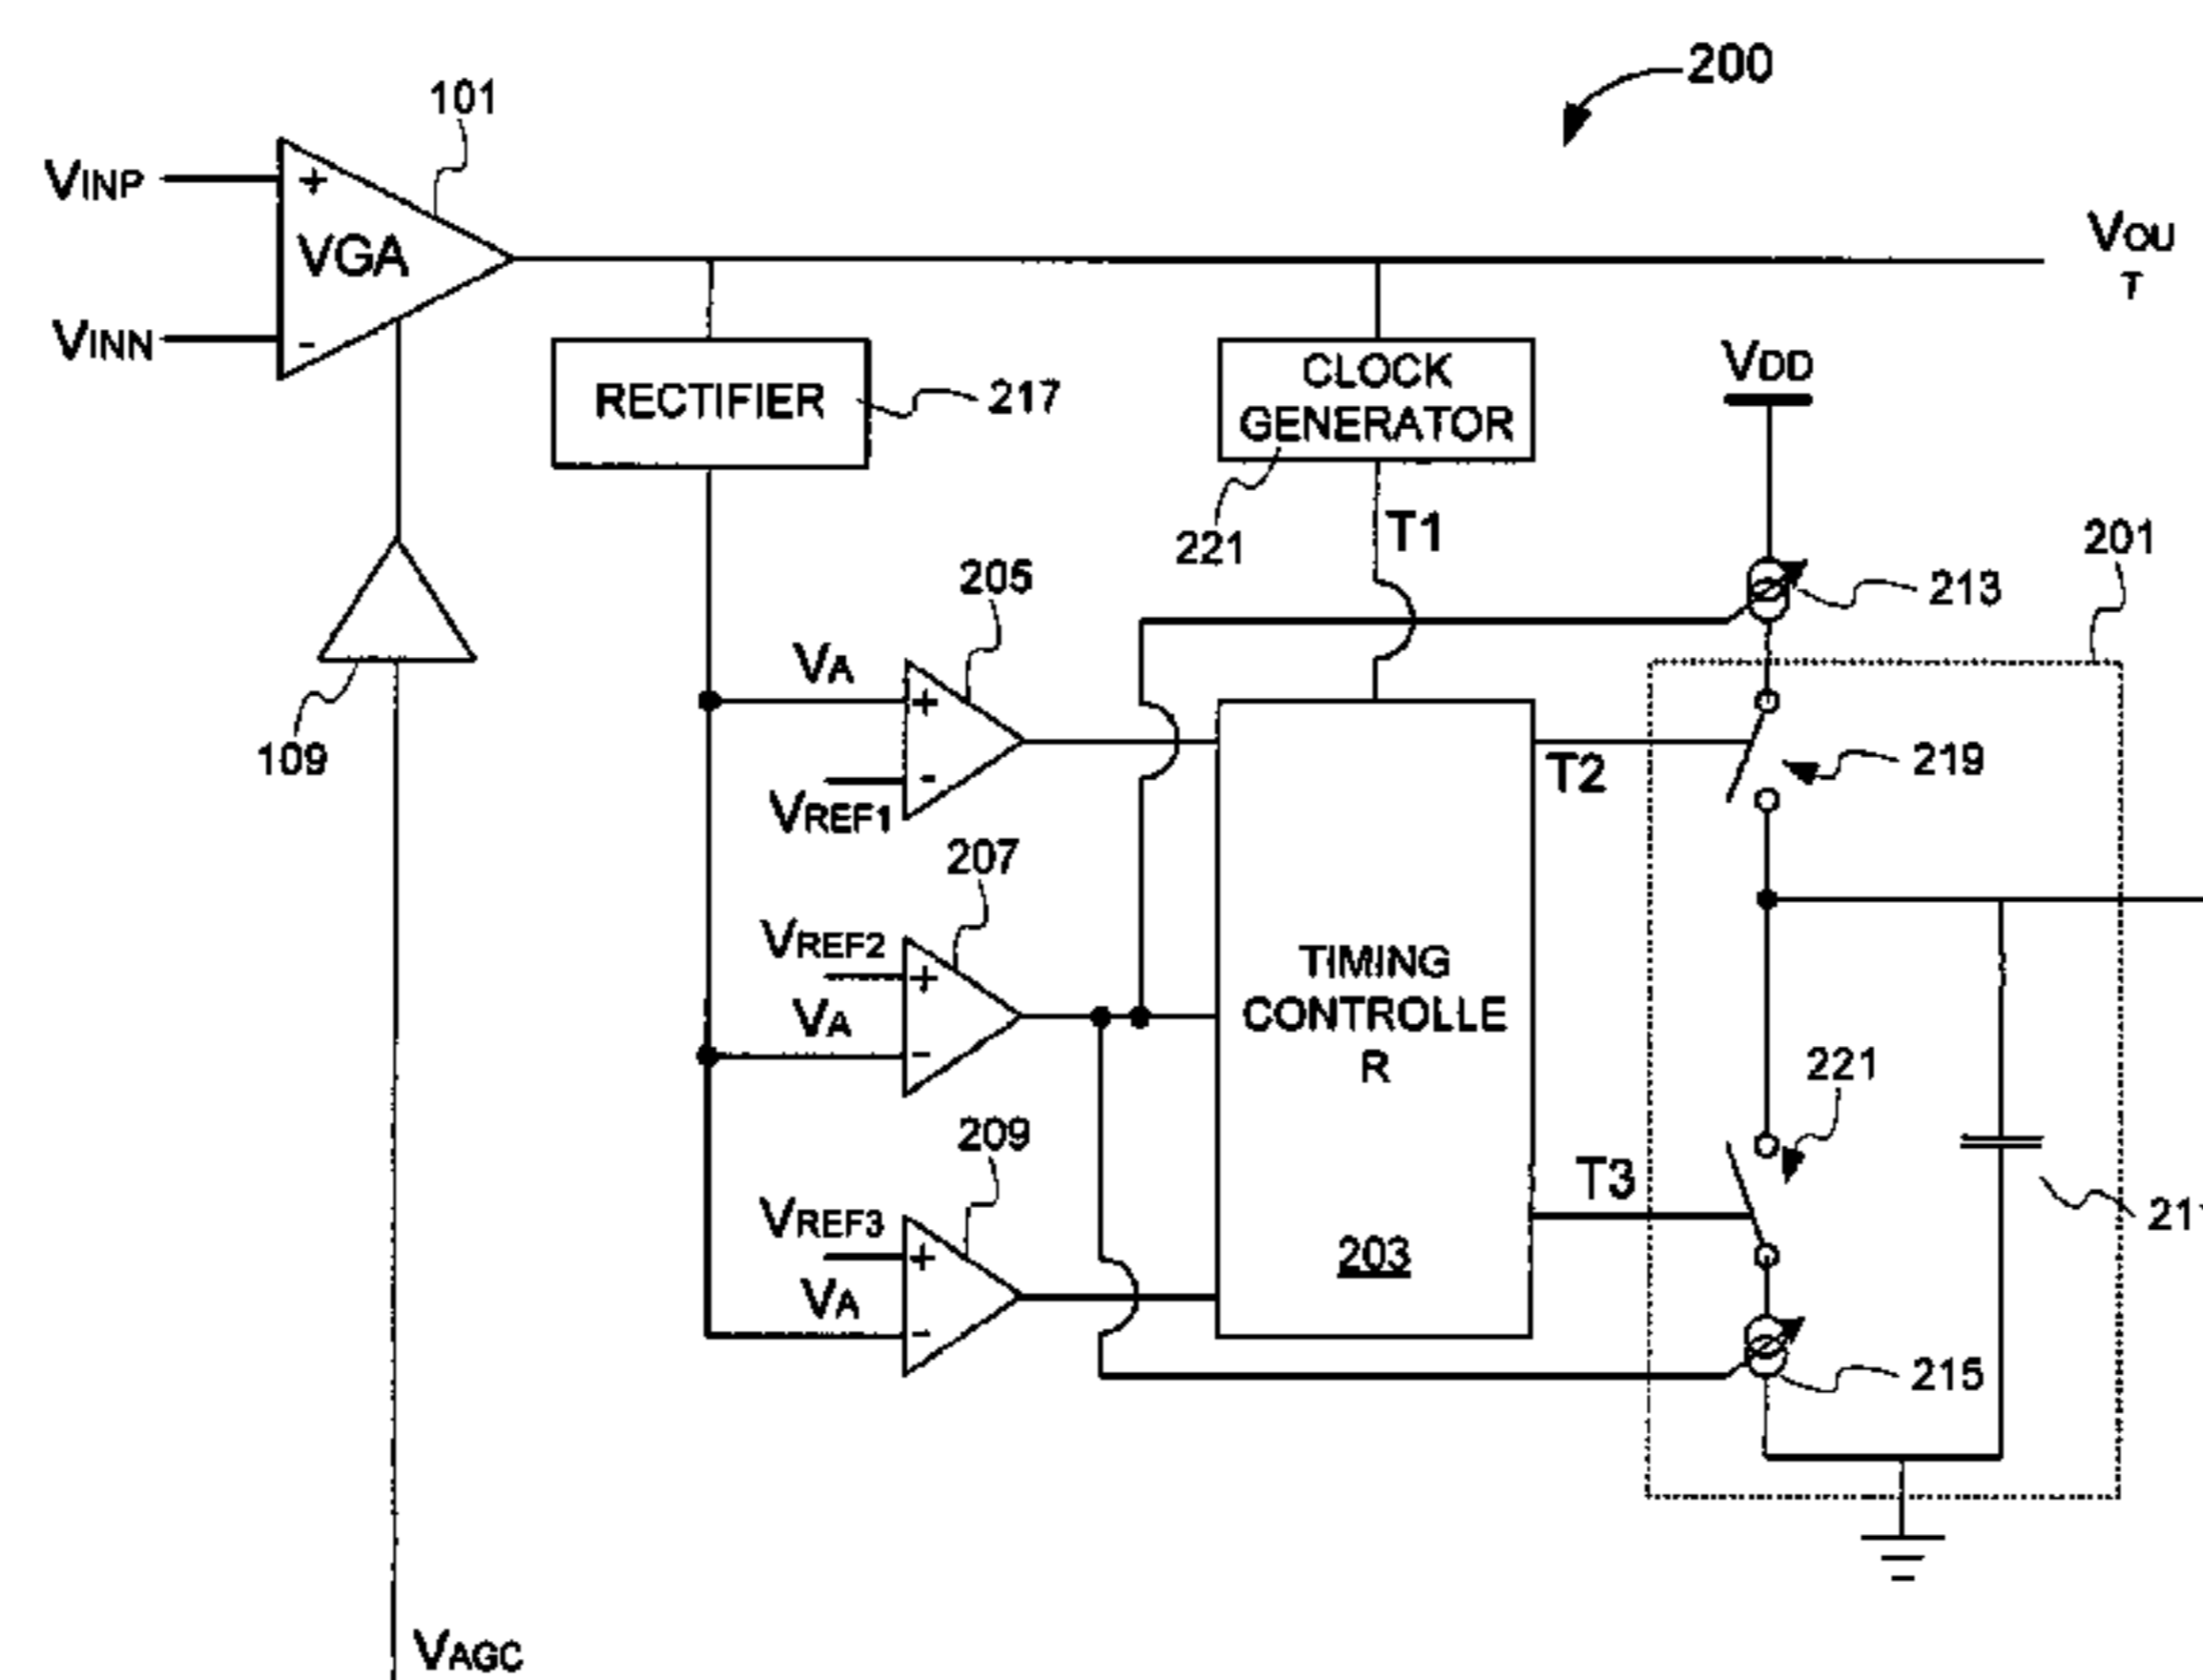 200
101
VINP
+
VGA
VOU
T
VINN
-
VDD
CLOCK
GENERATOR
RECTIFIER
217
221
T1
201
205
213
VA
+
109
-
VREF1
T2
219
207
VREF2
+
VA
-
TIMING
CONTROLLE
R
221
209
T3
VREF3
+
203
VA
-
215
VAGC